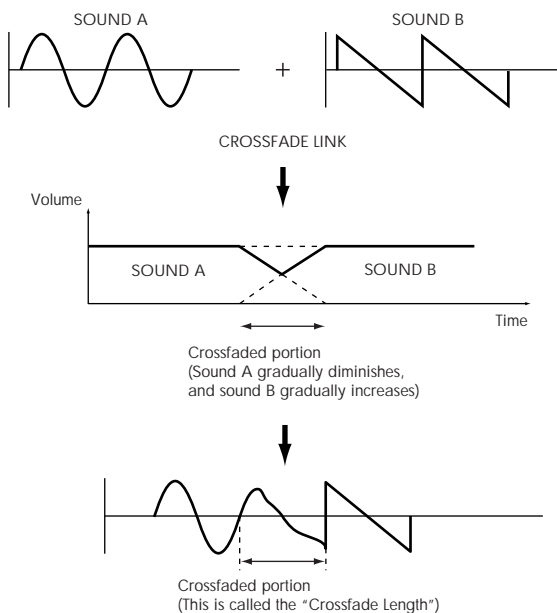 SOUND A
SOUND B
+
CROSSFADE LINK
Volume
SOUND A
SOUND B
Time
Crossfaded portion
(Sound A gradually diminishes,
and sound B gradually increases)
Crossfaded portion
(This is called the “Crossfade Length”)